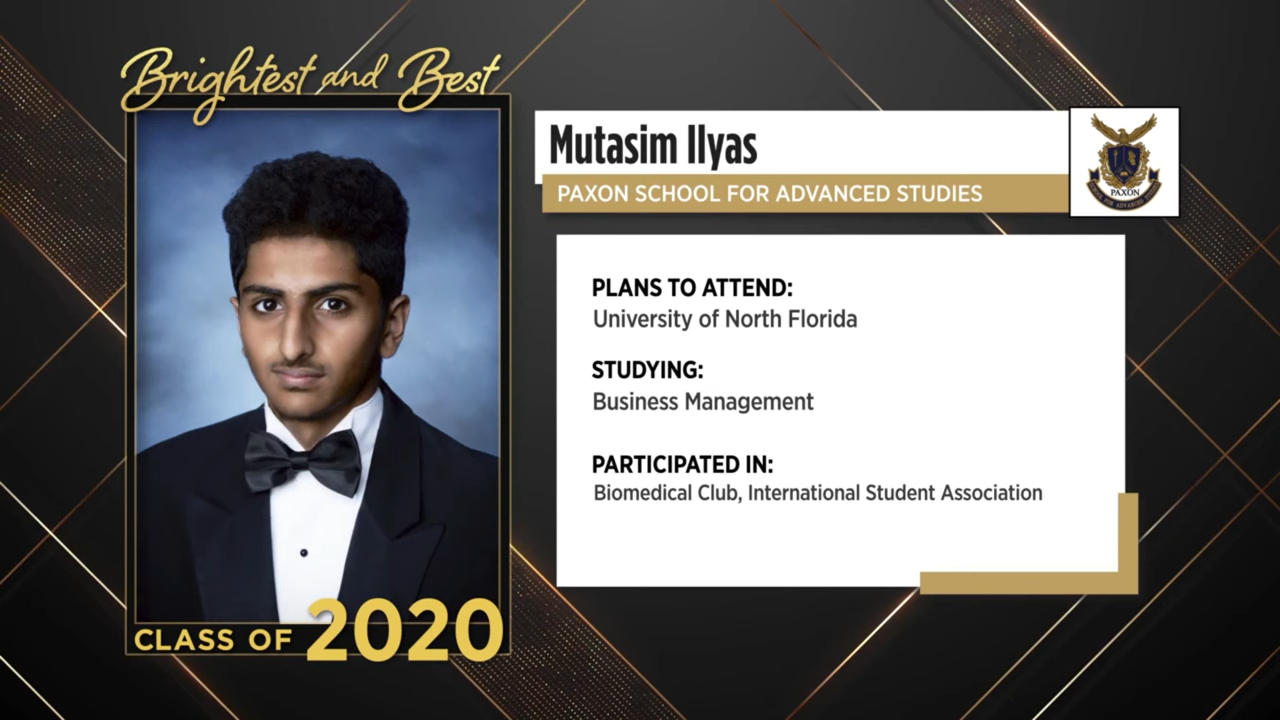 Brightest and Best
CLASS OF 2020
Mutasim Ilyas
PAXON SCHOOL FOR ADVANCED STUDIES
PAXON
PLANS TO ATTEND:
University of North Florida
STUDYING:
Business Management
PARTICIPATED IN:
Biomedical Club, International Student Association